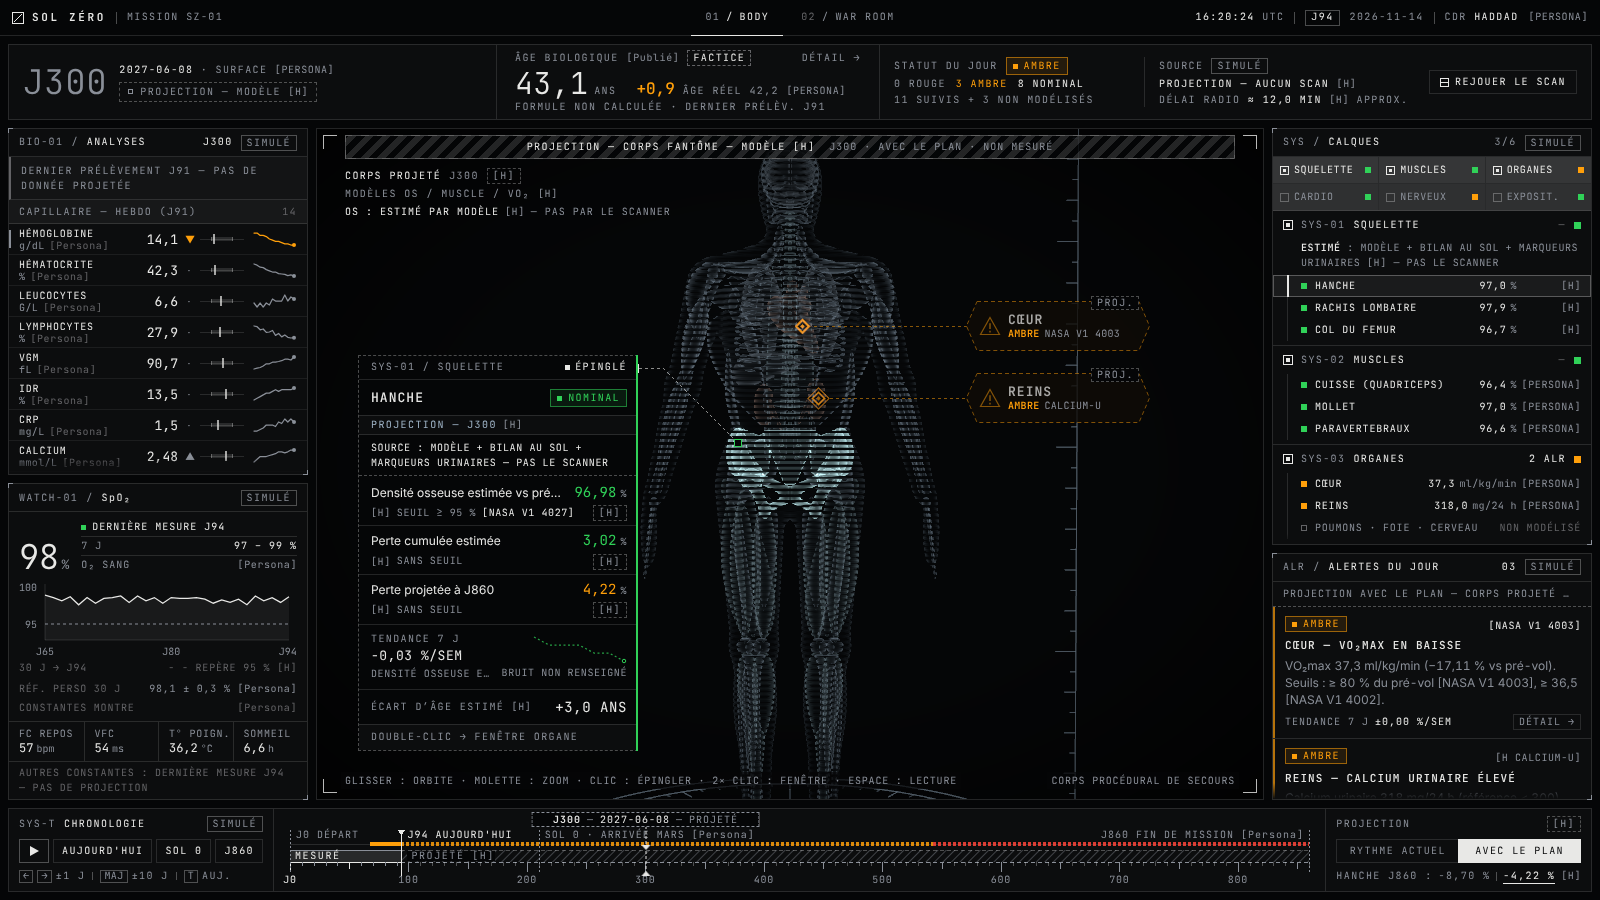 SOL ZÉRO | MISSION SZ-01
01 / BODY
02 / WAR ROOM
16:20:24 UTC | J94 2026-11-14 | CDR HADDAD [PERSONA]
J300
2027-06-08 · SURFACE [PERSONA]
PROJECTION — MODÈLE [H]
ÂGE BIOLOGIQUE [Publié] FACTICE DÉTAIL →
43,1 ANS +0,9 ÂGE RÉEL 42,2 [PERSONA]
FORMULE NON CALCULÉE · DERNIER PRÉLÈV. J91
STATUT DU JOUR AMBRE
0 ROUGE 3 AMBRE 8 NOMINAL
11 SUIVIS + 3 NON MODÉLISÉS
SOURCE SIMULÉ
PROJECTION — AUCUN SCAN [H]
DÉLAI RADIO ≈ 12,0 MIN [H] APPROX.
REJOUER LE SCAN
BIO-01 / ANALYSES J300 SIMULÉ
DERNIER PRÉLÈVEMENT J91 — PAS DE
DONNÉE PROJETÉE
CAPILLAIRE — HEBDO (J91) 14
HÉMOGLOBINE 14,1
g/dL [Persona]
HÉMATOCRITE 42,3 ·
% [Persona]
LEUCOCYTES 6,6 ·
G/L [Persona]
LYMPHOCYTES 27,9 ·
% [Persona]
VGM 90,7 ·
fL [Persona]
IDR 13,5 ·
% [Persona]
CRP 1,5 ·
mg/L [Persona]
CALCIUM 2,48
mmol/L [Persona]
WATCH-01 / SpO₂ SIMULÉ
98 %
DERNIÈRE MESURE J94
7 J 97 – 99 %
O₂ SANG [Persona]
100
95
J65 J80 J94
30 J → J94 - - REPÈRE 95 % [H]
RÉF. PERSO 30 J 98,1 ± 0,3 % [Persona]
CONSTANTES MONTRE [Persona]
FC REPOS VFC T° POIGN. SOMMEIL
57 bpm 54 ms 36,2 °C 6,6 h
AUTRES CONSTANTES : DERNIÈRE MESURE J94
— PAS DE PROJECTION
PROJECTION — CORPS FANTÔME — MODÈLE [H] J300 · AVEC LE PLAN · NON MESURÉ
CORPS PROJETÉ J300 [H]
MODÈLES OS / MUSCLE / VO₂ [H]
OS : ESTIMÉ PAR MODÈLE [H] — PAS PAR LE SCANNER
PROJ.
CŒUR
AMBRE NASA V1 4003
PROJ.
REINS
AMBRE CALCIUM-U
SYS-01 / SQUELETTE ÉPINGLÉ
HANCHE NOMINAL
PROJECTION — J300 [H]
SOURCE : MODÈLE + BILAN AU SOL +
MARQUEURS URINAIRES — PAS LE SCANNER
Densité osseuse estimée vs pré… 96,98 %
[H] SEUIL ≥ 95 % [NASA V1 4027] [H]
Perte cumulée estimée 3,02 %
[H] SANS SEUIL [H]
Perte projetée à J860 4,22 %
[H] SANS SEUIL [H]
TENDANCE 7 J
-0,03 %/SEM
DENSITÉ OSSEUSE E… BRUIT NON RENSEIGNÉ
ÉCART D'ÂGE ESTIMÉ [H] +3,0 ANS
DOUBLE-CLIC → FENÊTRE ORGANE
GLISSER : ORBITE · MOLETTE : ZOOM · CLIC : ÉPINGLER · 2× CLIC : FENÊTRE · ESPACE : LECTURE
CORPS PROCÉDURAL DE SECOURS
SYS / CALQUES 3/6 SIMULÉ
SQUELETTE MUSCLES ORGANES
CARDIO NERVEUX EXPOSIT.
SYS-01 SQUELETTE —
ESTIMÉ : MODÈLE + BILAN AU SOL + MARQUEURS
URINAIRES [H] — PAS LE SCANNER
HANCHE 97,0 % [H]
RACHIS LOMBAIRE 97,9 % [H]
COL DU FEMUR 96,7 % [H]
SYS-02 MUSCLES —
CUISSE (QUADRICEPS) 96,4 % [PERSONA]
MOLLET 97,0 % [PERSONA]
PARAVERTEBRAUX 96,6 % [PERSONA]
SYS-03 ORGANES 2 ALR
CŒUR 37,3 ml/kg/min [PERSONA]
REINS 318,0 mg/24 h [PERSONA]
POUMONS · FOIE · CERVEAU NON MODÉLISÉ
ALR / ALERTES DU JOUR 03 SIMULÉ
PROJECTION AVEC LE PLAN — CORPS PROJETÉ …
AMBRE [NASA V1 4003]
CŒUR — VO₂MAX EN BAISSE
VO₂max 37,3 ml/kg/min (−17,11 % vs pré-vol).
Seuils : ≥ 80 % du pré-vol [NASA V1 4003], ≥ 36,5
[NASA V1 4002].
TENDANCE 7 J ±0,00 %/SEM DÉTAIL →
AMBRE [H CALCIUM-U]
REINS — CALCIUM URINAIRE ÉLEVÉ
Calcium urinaire 318 mg/24 h (référence < 300)
SYS-T CHRONOLOGIE SIMULÉ
AUJOURD'HUI SOL 0 J860
← → ±1 J | MAJ ±10 J | T AUJ.
J300 — 2027-06-08 — PROJETÉ
J0 DÉPART J94 AUJOURD'HUI SOL 0 · ARRIVÉE MARS [Persona] J860 FIN DE MISSION [Persona]
MESURÉ PROJETÉ [H]
J0 100 200 300 400 500 600 700 800
PROJECTION [H]
RYTHME ACTUEL AVEC LE PLAN
HANCHE J860 : -8,70 % | -4,22 % [H]